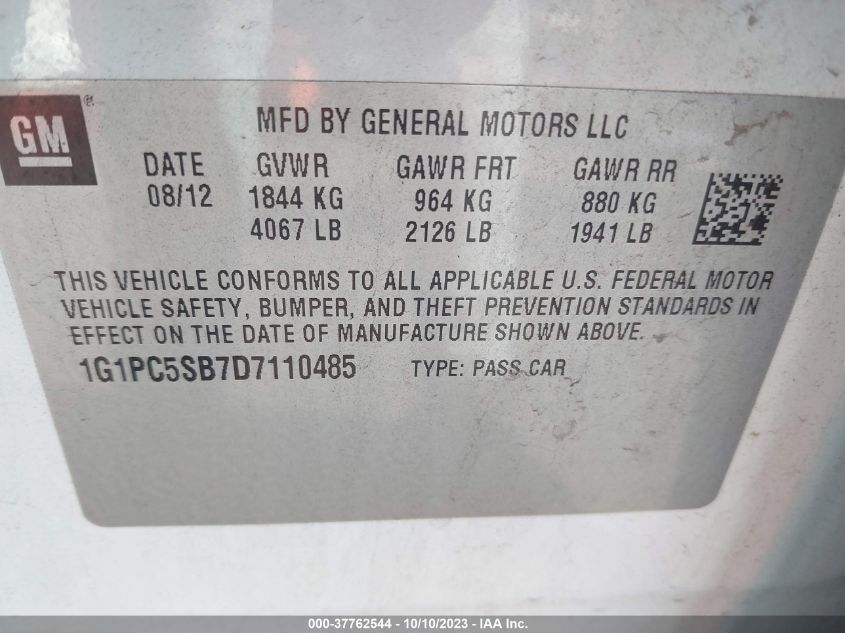 GM
MFD BY GENERAL MOTORS LLC
DATE GVWR GAWR FRT GAWR RR
08/12 1844 KG 964 KG 880 KG
4067 LB 2126 LB 1941 LB
THIS VEHICLE CONFORMS TO ALL APPLICABLE U.S. FEDERAL MOTOR
VEHICLE SAFETY, BUMPER, AND THEFT PREVENTION STANDARDS IN
EFFECT ON THE DATE OF MANUFACTURE SHOWN ABOVE.
1G1PC5SB7D7110485 TYPE: PASS CAR
000-37762544 - 10/10/2023 - IAA Inc.